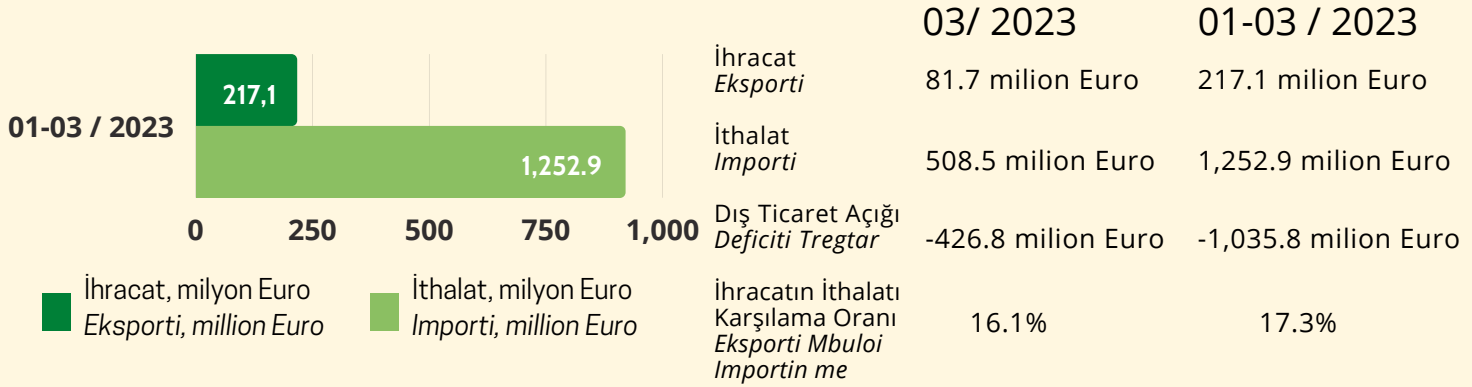 217,1
01-03 / 2023
1,252.9
0 250 500 750 1,000
İhracat, milyon Euro
Eksporti, million Euro
İthalat, milyon Euro
Importi, million Euro
03/ 2023 01-03 / 2023
İhracat
Eksporti
81.7 milion Euro 217.1 milion Euro
İthalat
Importi
508.5 milion Euro 1,252.9 milion Euro
Dış Ticaret Açığı
Deficiti Tregtar
-426.8 milion Euro -1,035.8 milion Euro
İhracatın İthalatı
Karşılama Oranı
Eksporti Mbuloi
Importin me
16.1% 17.3%